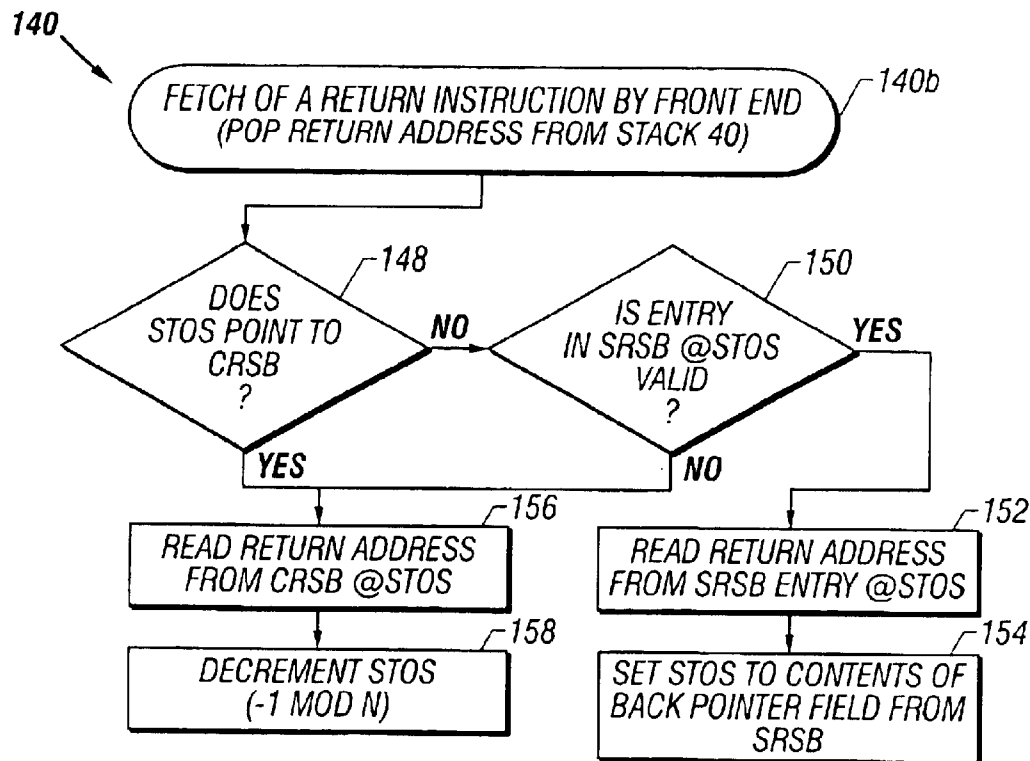 140
FETCH OF A RETURN INSTRUCTION BY FRONT END
(POP RETURN ADDRESS FROM STACK 40)
140b
DOES
STOS POINT TO
CRSB
?
148
NO
YES
IS ENTRY
IN SRSB @STOS
VALID
?
150
YES
NO
156
READ RETURN ADDRESS
FROM CRSB @STOS
152
READ RETURN ADDRESS
FROM SRSB ENTRY @STOS
158
DECREMENT STOS
(-1 MOD N)
154
SET STOS TO CONTENTS OF
BACK POINTER FIELD FROM
SRSB